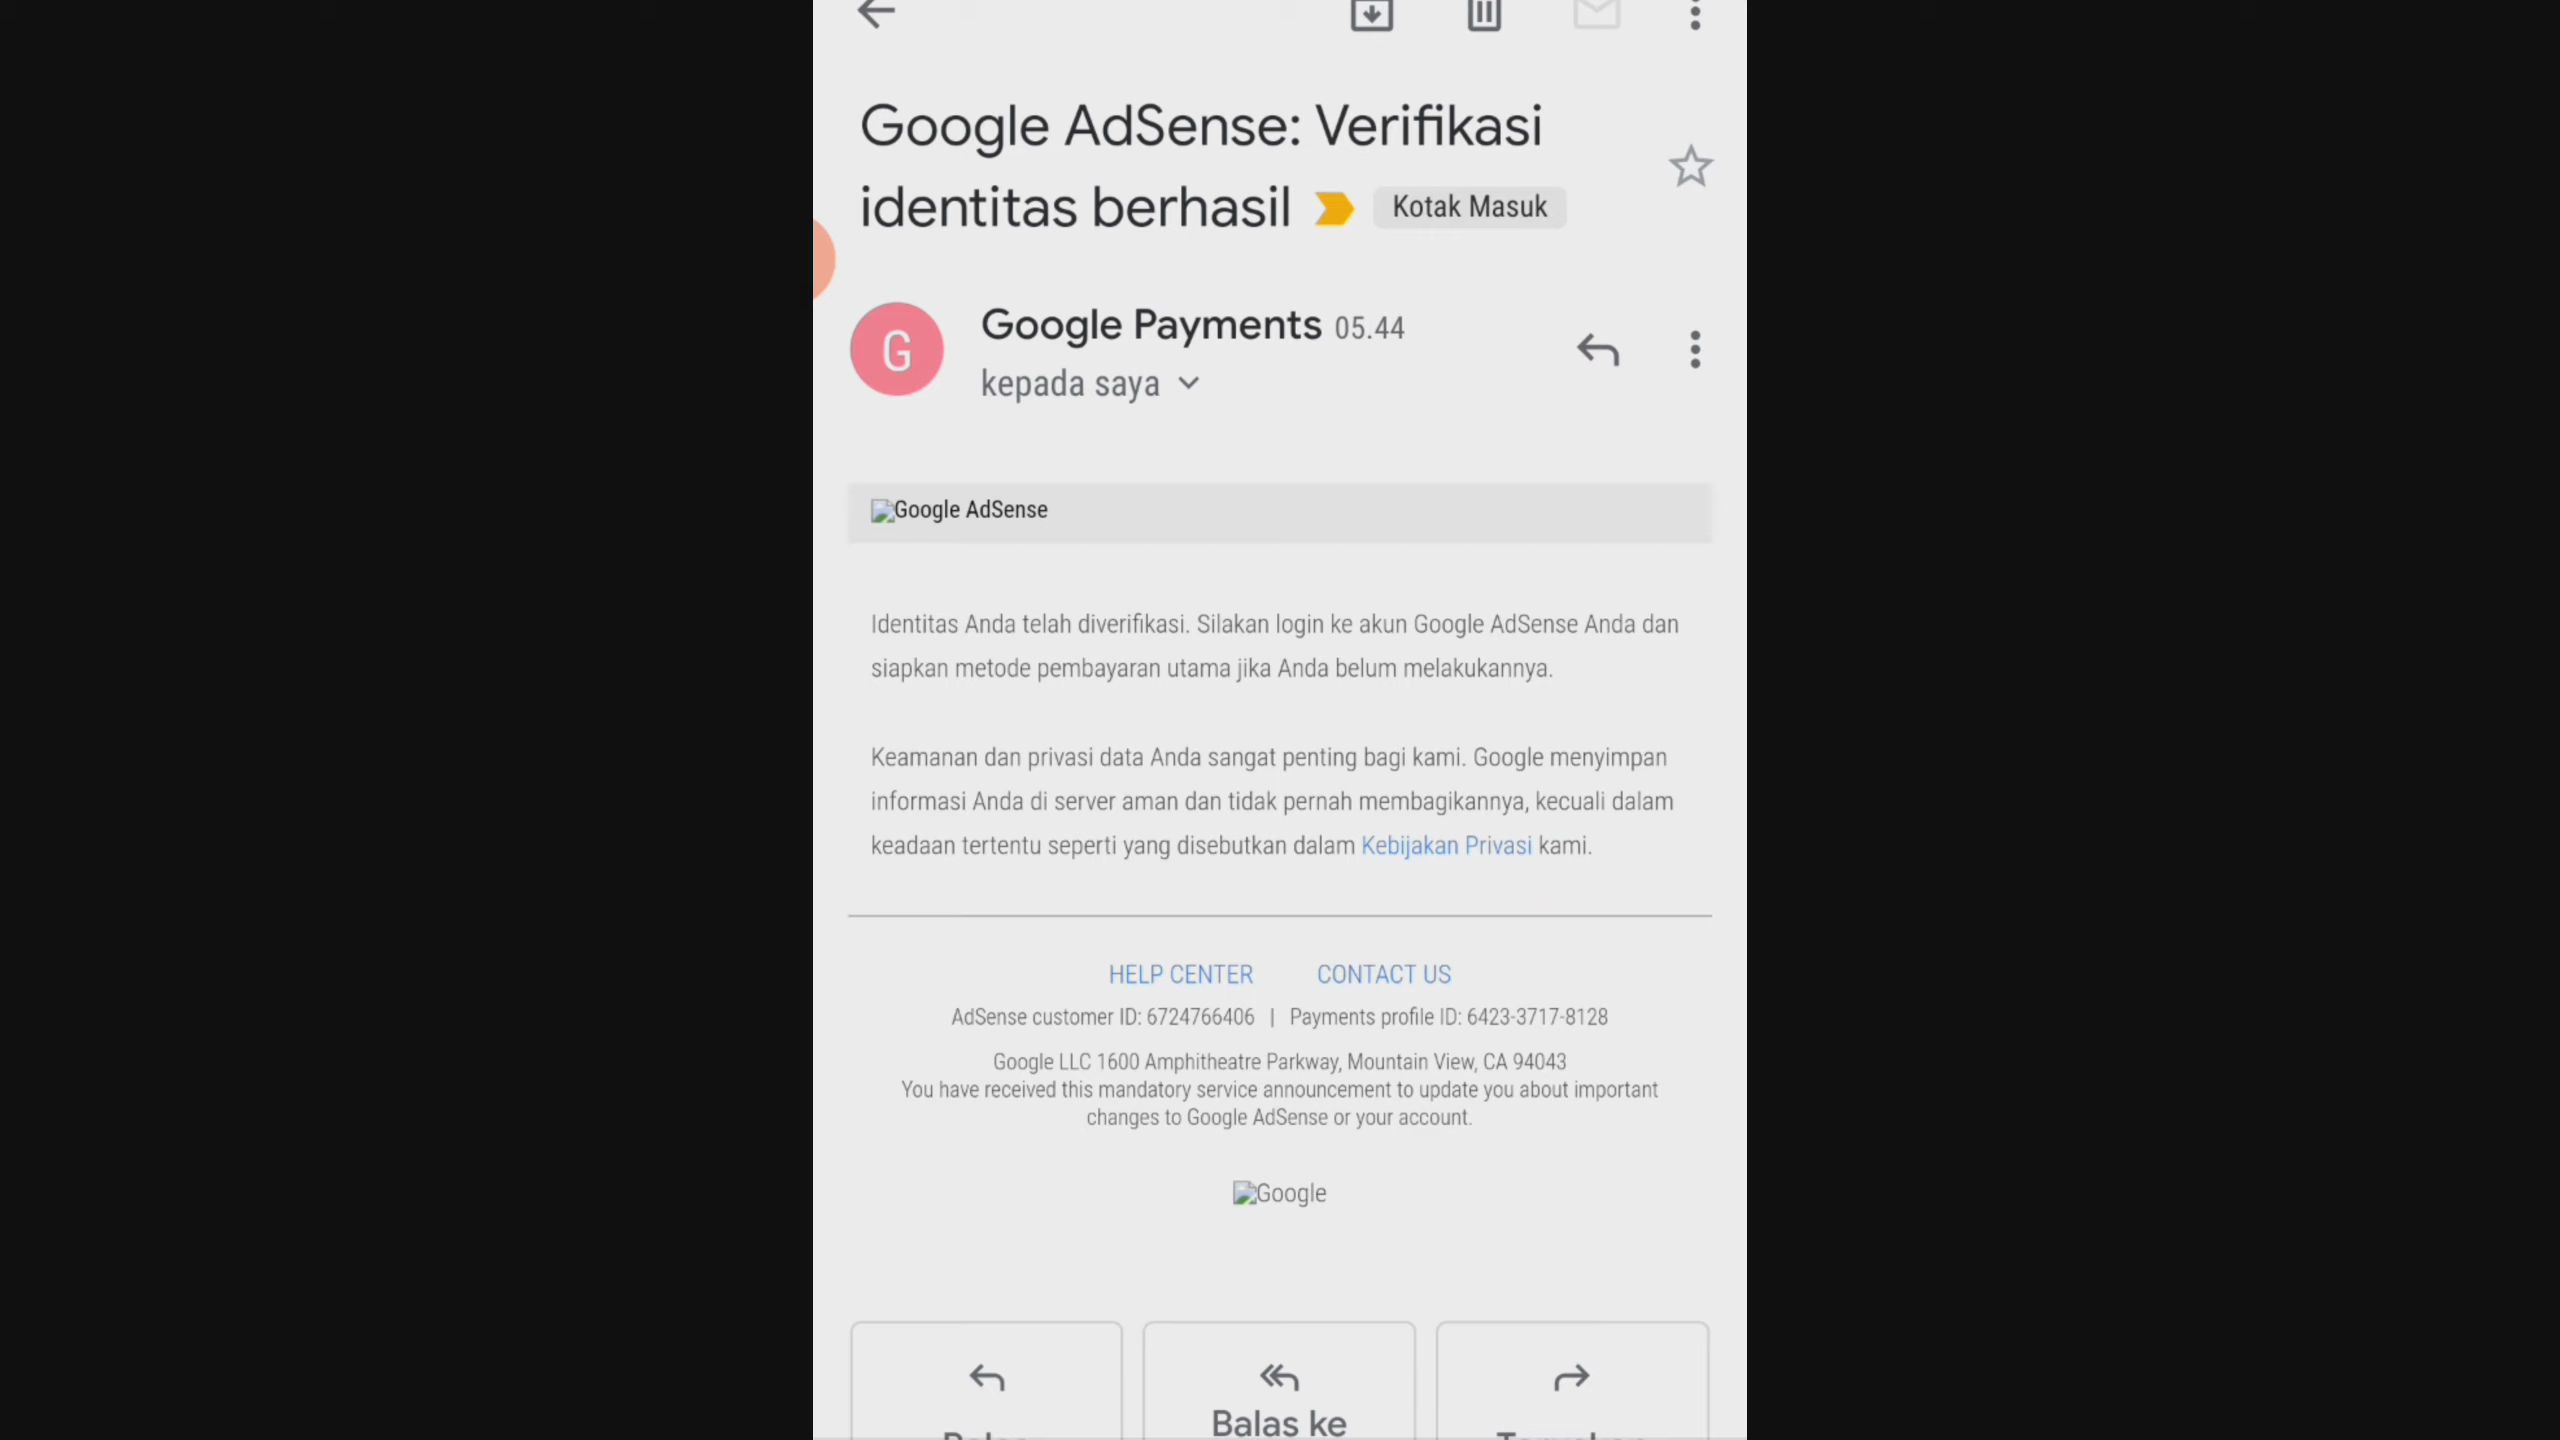 Google AdSense: Verifikasi
identitas berhasil
Kotak Masuk
G
Google Payments 05.44
kepada saya
Google AdSense
Identitas Anda telah diverifikasi. Silakan login ke akun Google AdSense Anda dan
siapkan metode pembayaran utama jika Anda belum melakukannya.
Keamanan dan privasi data Anda sangat penting bagi kami. Google menyimpan
informasi Anda di server aman dan tidak pernah membagikannya, kecuali dalam
keadaan tertentu seperti yang disebutkan dalam Kebijakan Privasi kami.
HELP CENTER CONTACT US
AdSense customer ID: 6724766406 | Payments profile ID: 6423-3717-8128
Google LLC 1600 Amphitheatre Parkway, Mountain View, CA 94043
You have received this mandatory service announcement to update you about important
changes to Google AdSense or your account.
Google
Balas ke